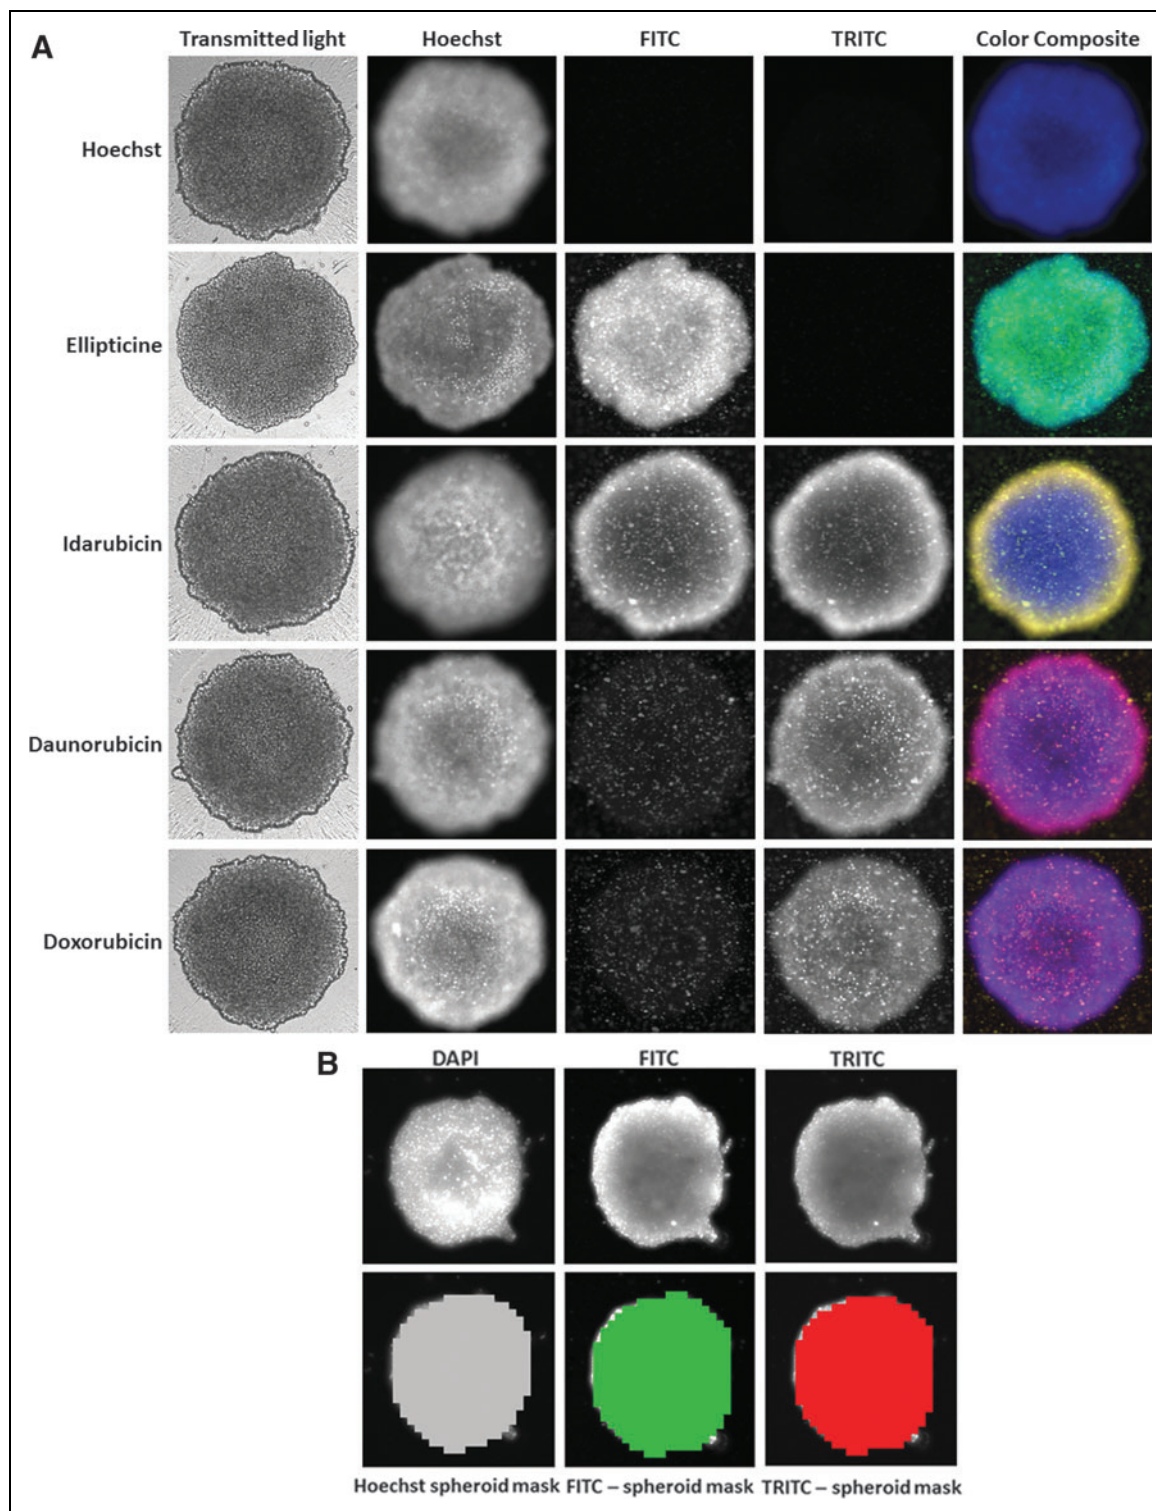 A
Transmitted light Hoechst FITC TRITC Color Composite
Hoechst
Ellipticine
Idarubicin
Daunorubicin
Doxorubicin
B
DAPI FITC TRITC
Hoechst spheroid mask FITC – spheroid mask TRITC – spheroid mask